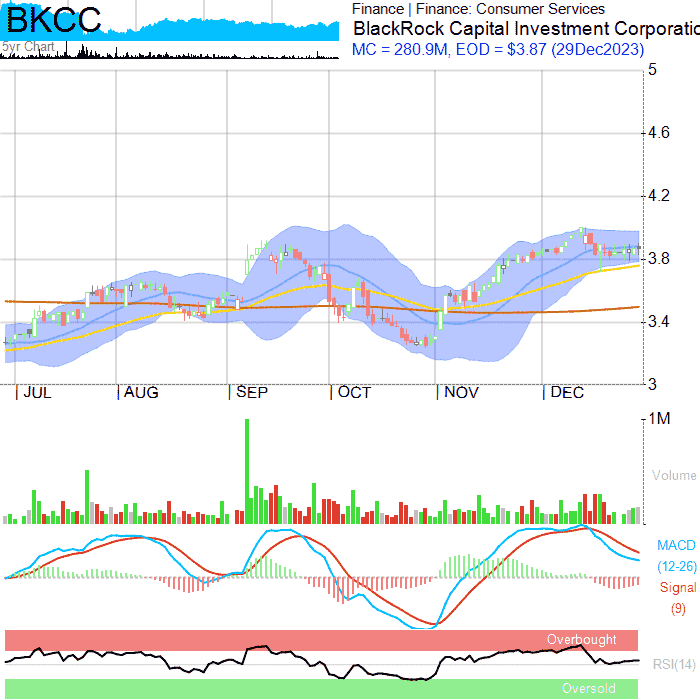 BKCC
5yr Chart
Finance | Finance: Consumer Services
BlackRock Capital Investment Corporatio
MC = 280.9M, EOD = $3.87 (29Dec2023)
5
4.6
4.2
3.8
3.4
3
JUL AUG SEP OCT NOV DEC
1M
Volume
MACD
(12-26)
Signal
(9)
Overbought
RSI(14)
Oversold